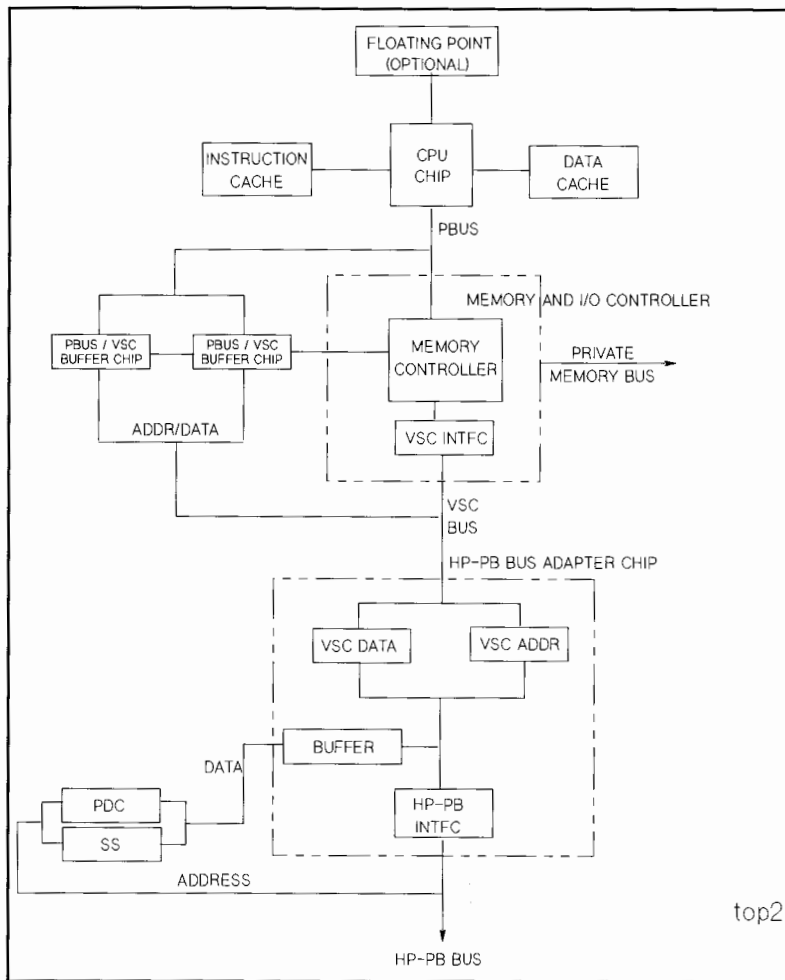 FLOATING POINT
(OPTIONAL)
INSTRUCTION
CACHE
CPU
CHIP
DATA
CACHE
PBUS
MEMORY AND I/O CONTROLLER
PBUS / VSC
BUFFER CHIP
PBUS / VSC
BUFFER CHIP
MEMORY
CONTROLLER
PRIVATE
MEMORY BUS
ADDR/DATA
VSC INTFC
VSC
BUS
HP-PB BUS ADAPTER CHIP
VSC DATA
VSC ADDR
BUFFER
DATA
PDC
SS
HP-PB
INTFC
ADDRESS
top2
HP-PB BUS